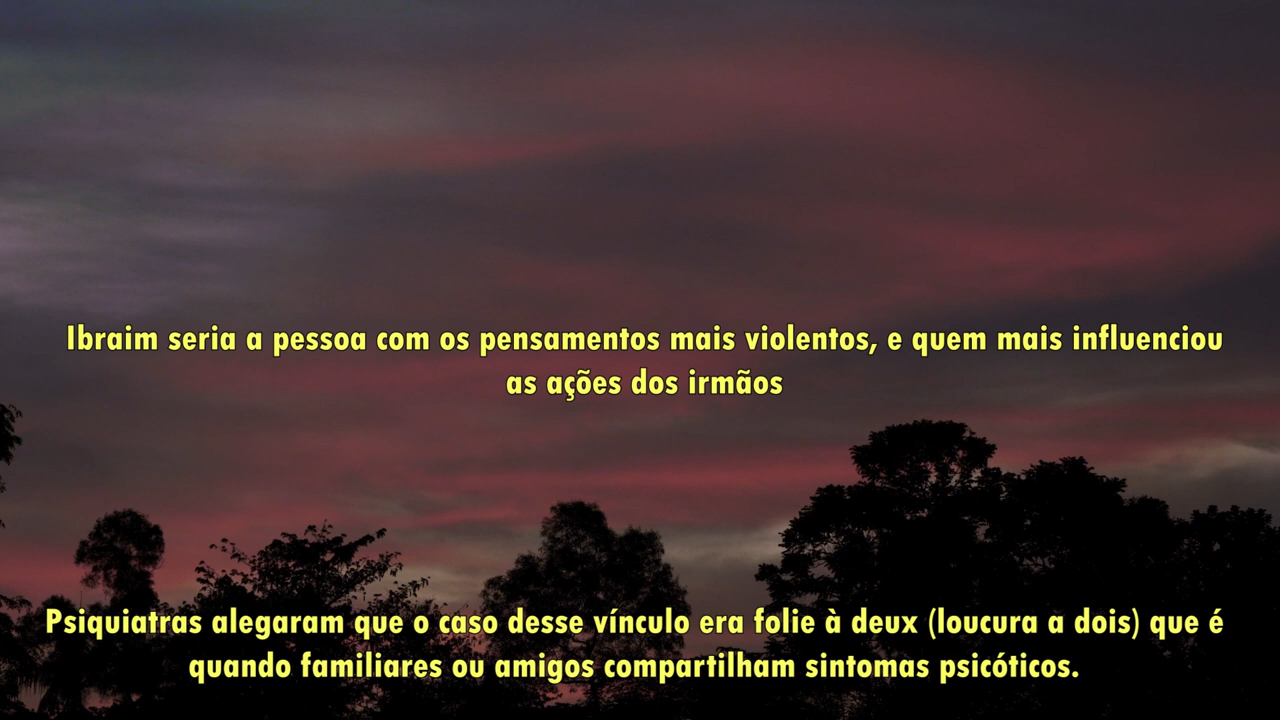 Ibraim seria a pessoa com os pensamentos mais violentos, e quem mais influenciou
as ações dos irmãos
Psiquiatras alegaram que o caso desse vínculo era folie à deux (loucura a dois) que é
quando familiares ou amigos compartilham sintomas psicóticos.